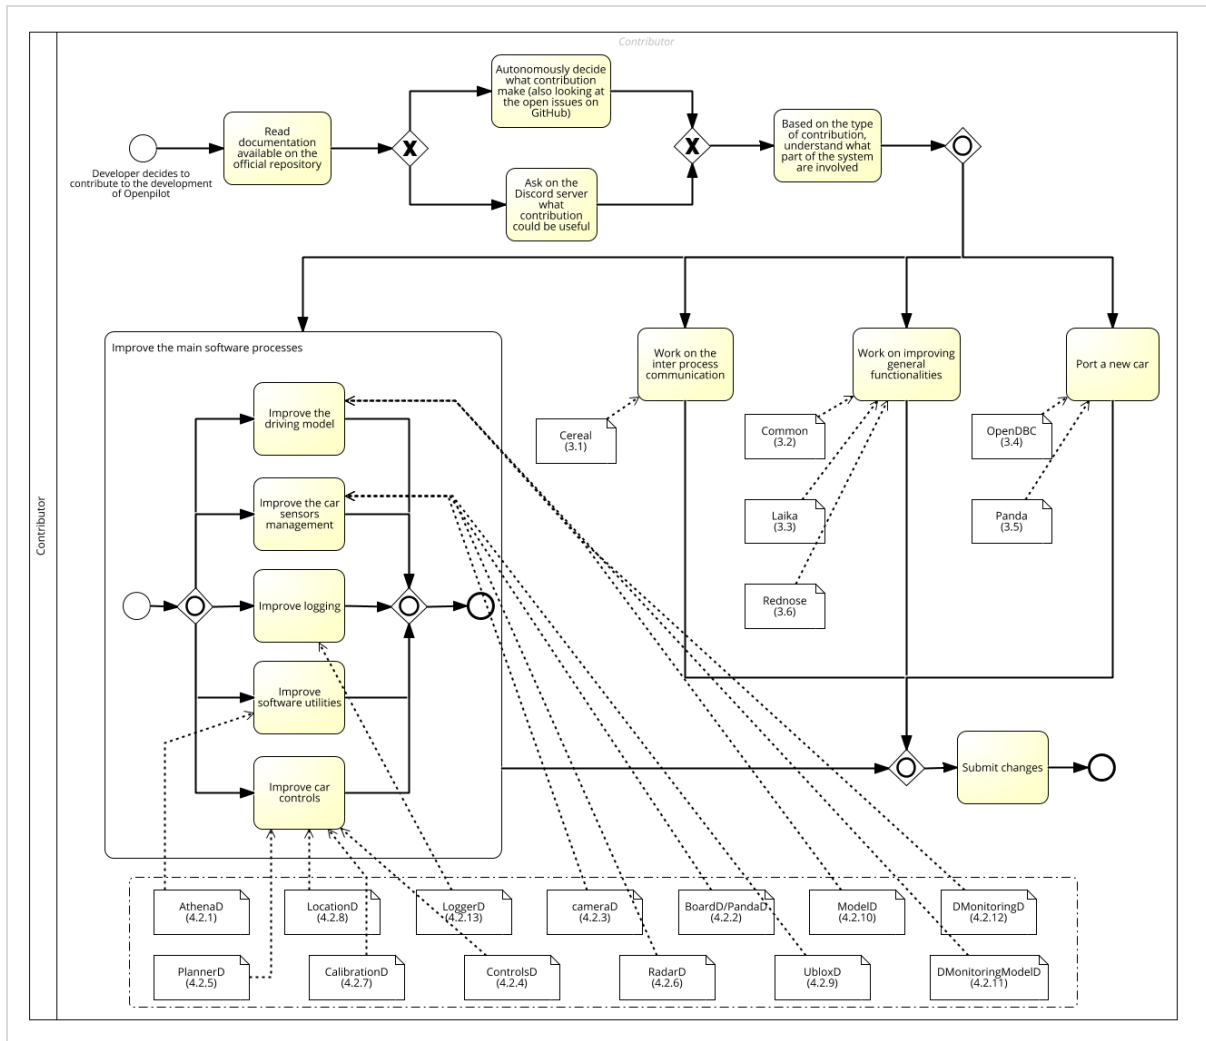 Contributor
Contributor
Autonomously decide
what contribution
make (also looking at
the open issues on
GitHub)
Read
documentation
available on the
official repository
X
X
Based on the type
of contribution,
understand what
part of the system
are involved
Developer decides to
contribute to the development
of Openpilot
Ask on the
Discord server
what
contribution
could be useful
Improve the main software processes
Work on the
inter process
communication
Work on improving
general
functionalities
Port a new car
Improve the
driving model
Cereal
(3.1)
Common
(3.2)
OpenDBC
(3.4)
Improve the car
sensors
management
Laika
(3.3)
Panda
(3.5)
Improve logging
Rednose
(3.6)
Improve
software utilities
Improve car
controls
Submit changes
AthenaD
(4.2.1)
LocationD
(4.2.8)
LoggerD
(4.2.13)
cameraD
(4.2.3)
BoardD/PandaD
(4.2.2)
ModelD
(4.2.10)
DMonitoringD
(4.2.12)
PlannerD
(4.2.5)
CalibrationD
(4.2.7)
ControlsD
(4.2.4)
RadarD
(4.2.6)
UbloxD
(4.2.9)
DMonitoringModelD
(4.2.11)